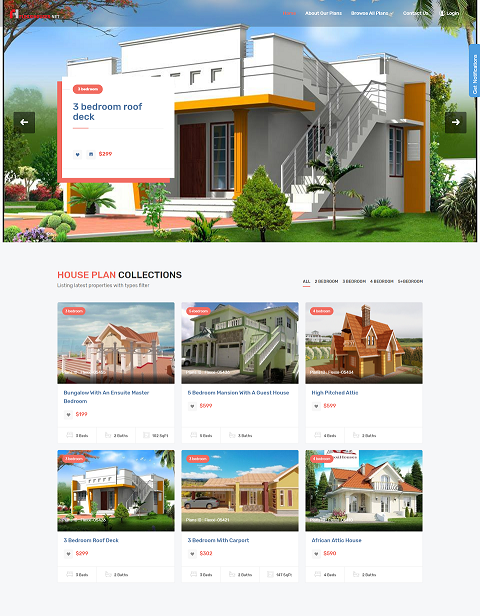 About Our Plans
Browse All Plans
Contact Us
Login
Get Notifications
3 bedroom
3 bedroom roof
deck
$299
HOUSE PLAN COLLECTIONS
Listing latest properties with types filter
ALL 2 BEDROOM 3 BEDROOM 4 BEDROOM 5+BEDROOM
3 bedroom
5+bedroom
4 bedroom
Bungalow With An Ensuite Master
Bedroom
$199
3 Beds 2 Baths 102 SqFt
5 Bedroom Mansion With A Guest House
$599
5 Beds 3 Baths
High Pitched Attic
$599
4 Beds 2 Baths
3 bedroom
3 bedroom
3 bedroom
3 Bedroom Roof Deck
$299
3 Beds 2 Baths
3 Bedroom With Carport
$302
3 Beds 2 Baths 147 SqFt
African Attic House
$590
4 Beds 2 Baths